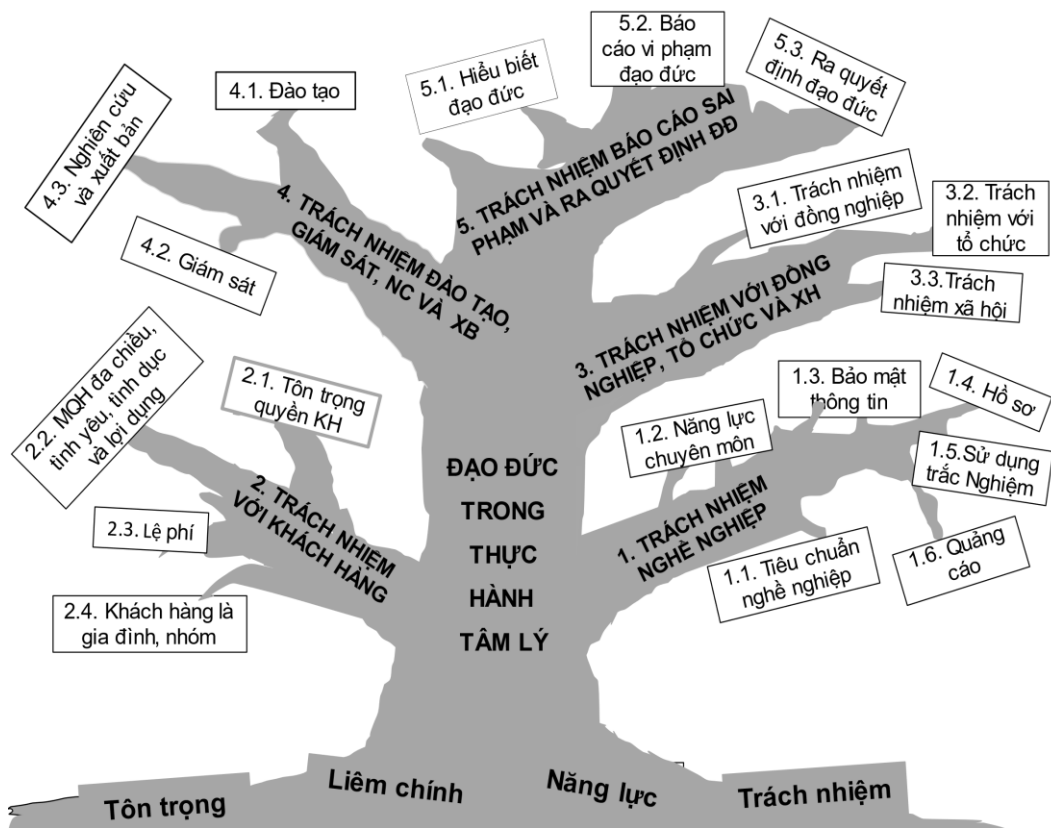 5.2. Báo
cáo vi phạm
đạo đức
5.1. Hiểu biết
đạo đức
5.3. Ra quyết
định đạo đức
5. TRÁCH NHIỆM BÁO CÁO SAI
PHẠM VÀ RA QUYẾT ĐỊNH ĐĐ
4.1. Đào tạo
4.3. Nghiên cứu
và xuất bản
4.2. Giám sát
4. TRÁCH NHIỆM ĐÀO TẠO,
GIÁM SÁT, NC VÀ XB
3.1. Trách nhiệm
với đồng nghiệp
3.2. Trách
nhiệm với
tổ chức
3.3.Trách
nhiệm xã hội
3. TRÁCH NHIỆM VỚI ĐỒNG
NGHIỆP, TỔ CHỨC VÀ XH
2.2. MQH đa chiều,
tình yêu, tình dục
và lợi dụng
2.1. Tôn trọng
quyền KH
2.3. Lệ phí
2.4. Khách hàng là
gia đình, nhóm
2. TRÁCH NHIỆM
VỚI KHÁCH HÀNG
1.3. Bảo mật
thông tin
1.4. Hồ sơ
1.2. Năng lực
chuyên môn
1.5.Sử dụng
trắc Nghiệm
1.6. Quảng
cáo
1.1. Tiêu chuẩn
nghề nghiệp
1. TRÁCH NHIỆM
NGHỀ NGHIỆP
ĐẠO ĐỨC
TRONG
THỰC
HÀNH
TÂM LÝ
Tôn trọng
Liêm chính
Năng lực
Trách nhiệm